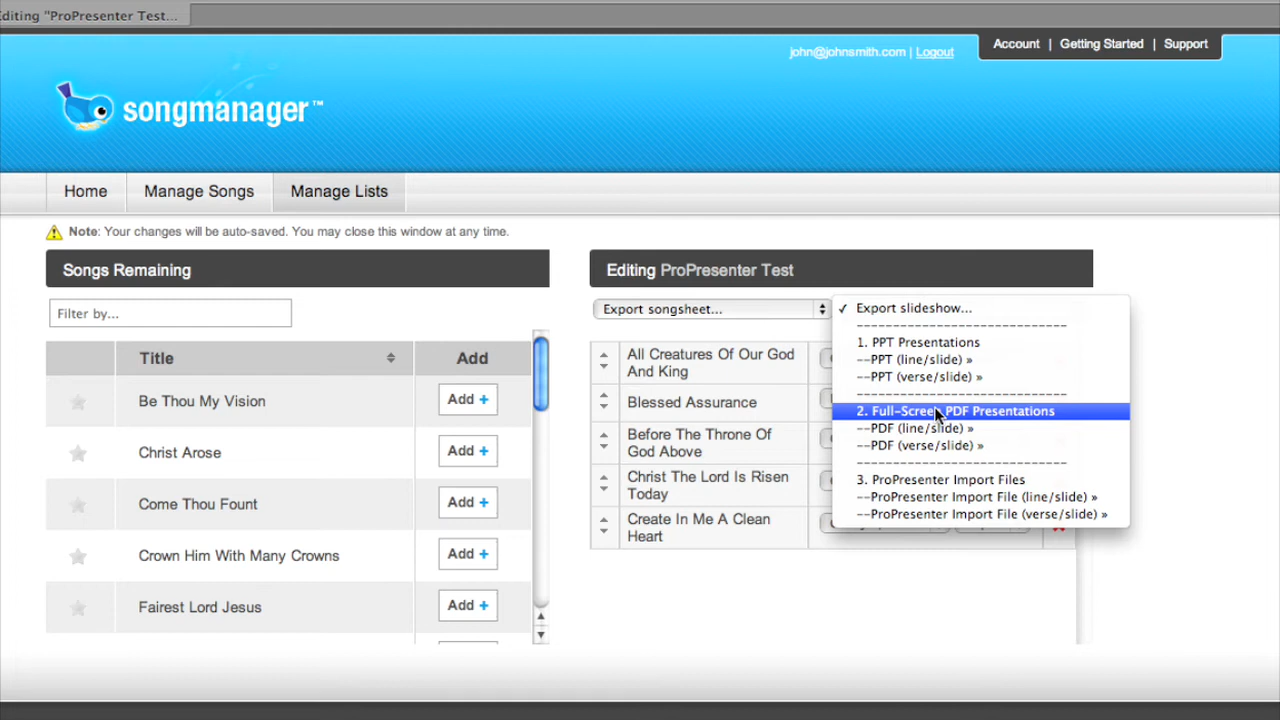 Editing "ProPresenter Test...
john@johnsmith.com | Logout
Account | Getting Started | Support
songmanager™
Home
Manage Songs
Manage Lists
Note: Your changes will be auto-saved. You may close this window at any time.
Songs Remaining
Filter by...
Title
Add
Be Thou My Vision
Add +
Christ Arose
Add +
Come Thou Fount
Add +
Crown Him With Many Crowns
Add +
Fairest Lord Jesus
Add +
Editing ProPresenter Test
Export songsheet...
All Creatures Of Our God
And King
Blessed Assurance
Before The Throne Of
God Above
Christ The Lord Is Risen
Today
Create In Me A Clean
Heart
✓ Export slideshow...
----------------------------
1. PPT Presentations
--PPT (line/slide) »
--PPT (verse/slide) »
----------------------------
2. Full-Screen PDF Presentations
--PDF (line/slide) »
--PDF (verse/slide) »
----------------------------
3. ProPresenter Import Files
--ProPresenter Import File (line/slide) »
--ProPresenter Import File (verse/slide) »